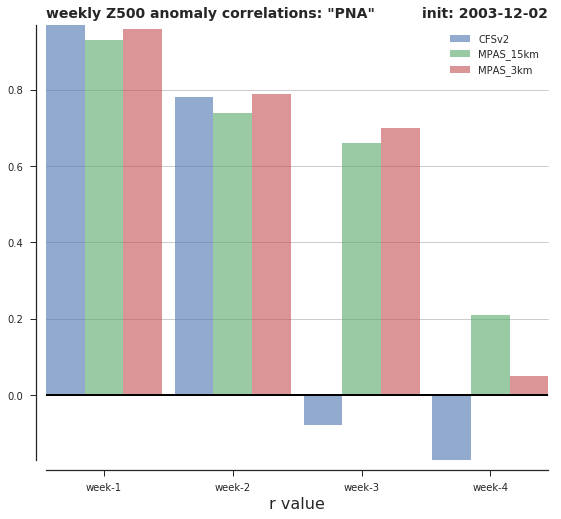 weekly Z500 anomaly correlations: "PNA" init: 2003-12-02
CFSv2
MPAS_15km
MPAS_3km
0.8
0.6
0.4
0.2
0.0
week-1 week-2 week-3 week-4
r value